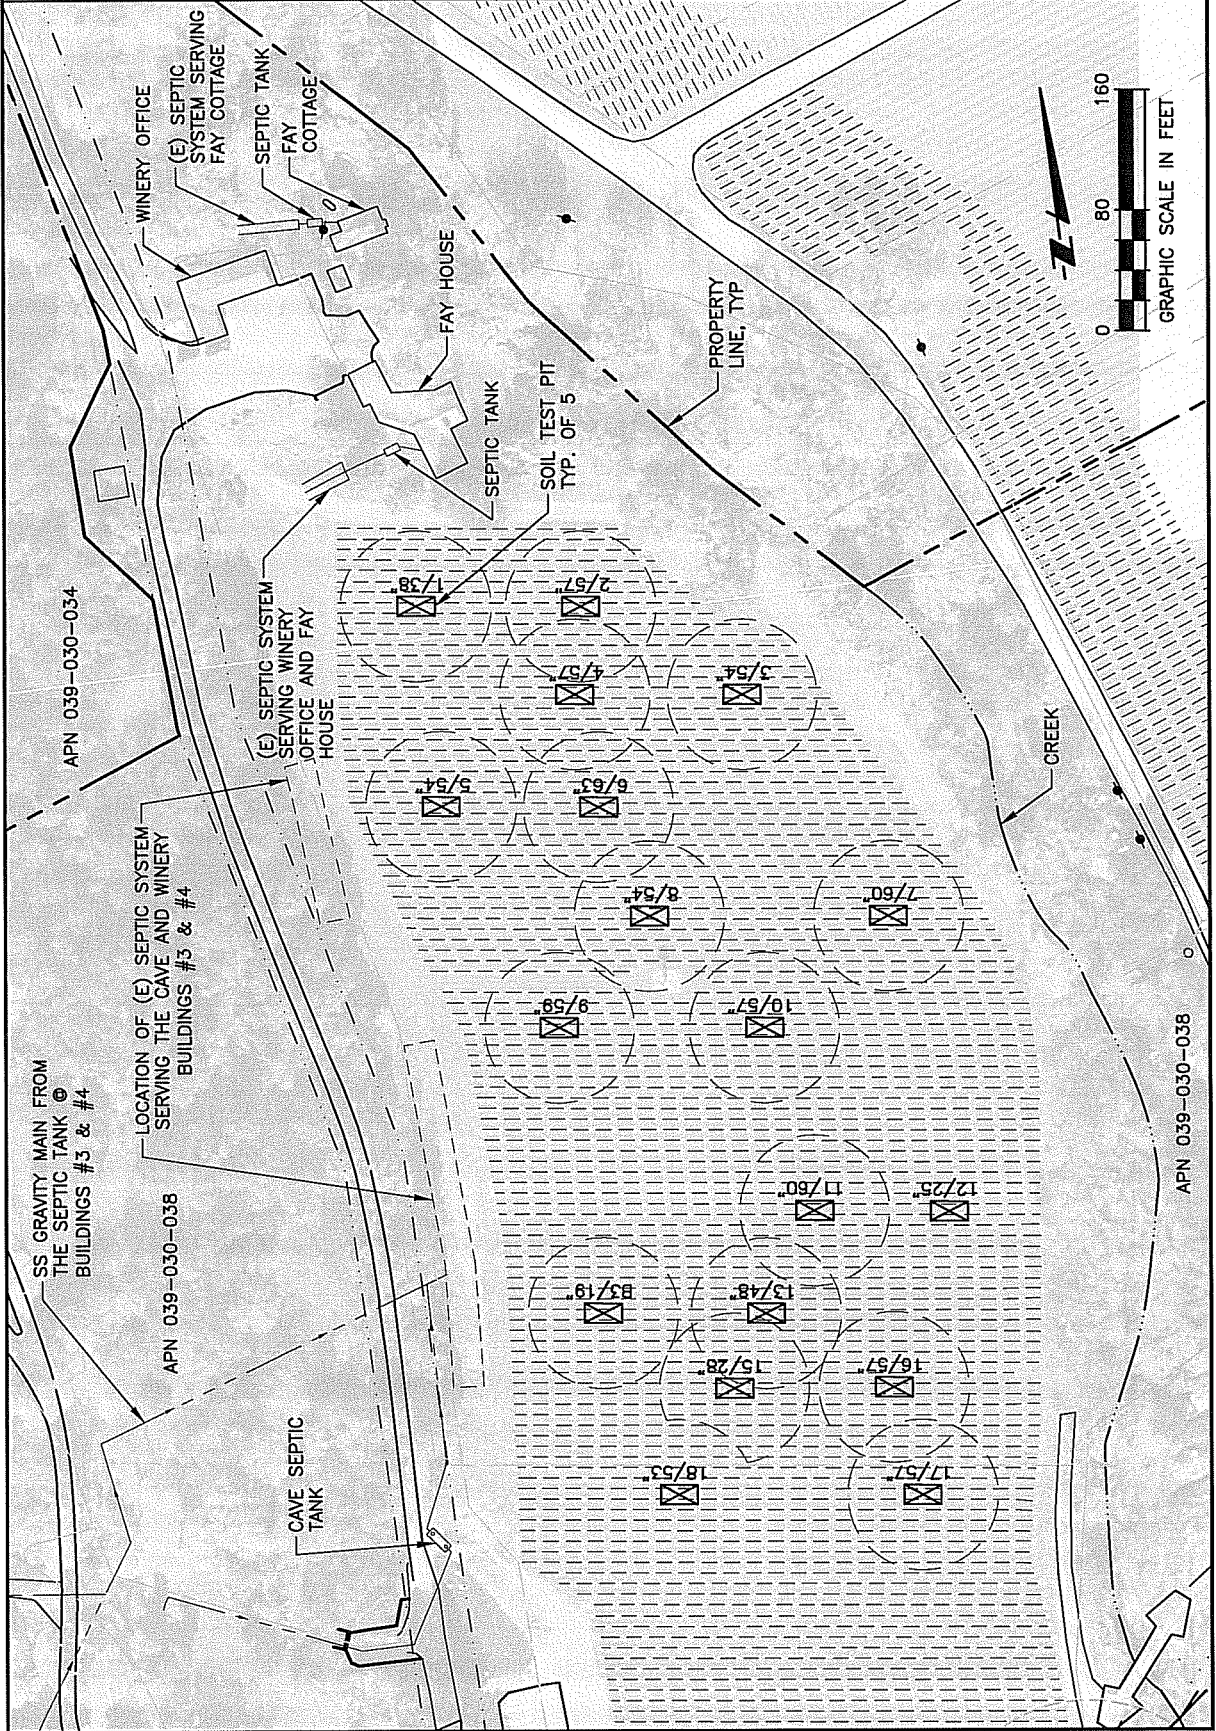 SS GRAVITY MAIN FROM
THE SEPTIC TANK @
BUILDINGS #3 & #4
APN 039-030-038
LOCATION OF (E) SEPTIC SYSTEM
SERVING THE CAVE AND WINERY
BUILDINGS #3 & #4
APN 039-030-034
CAVE SEPTIC
TANK
(E) SEPTIC SYSTEM
SERVING WINERY
OFFICE AND FAY
HOUSE
WINERY OFFICE
(E) SEPTIC
SYSTEM SERVING
FAY COTTAGE
SEPTIC TANK
FAY
COTTAGE
FAY HOUSE
SEPTIC TANK
SOIL TEST PIT
TYP. OF 5
PROPERTY
LINE, TYP
CREEK
APN 039-030-038
1/38"
2/57"
3/54"
4/57"
5/54"
6/63"
7/60"
8/54"
9/59"
10/57"
11/60"
12/25"
B3/19"
13/48"
15/28"
16/57"
17/57"
18/53"
Z
0 80 160
GRAPHIC SCALE IN FEET